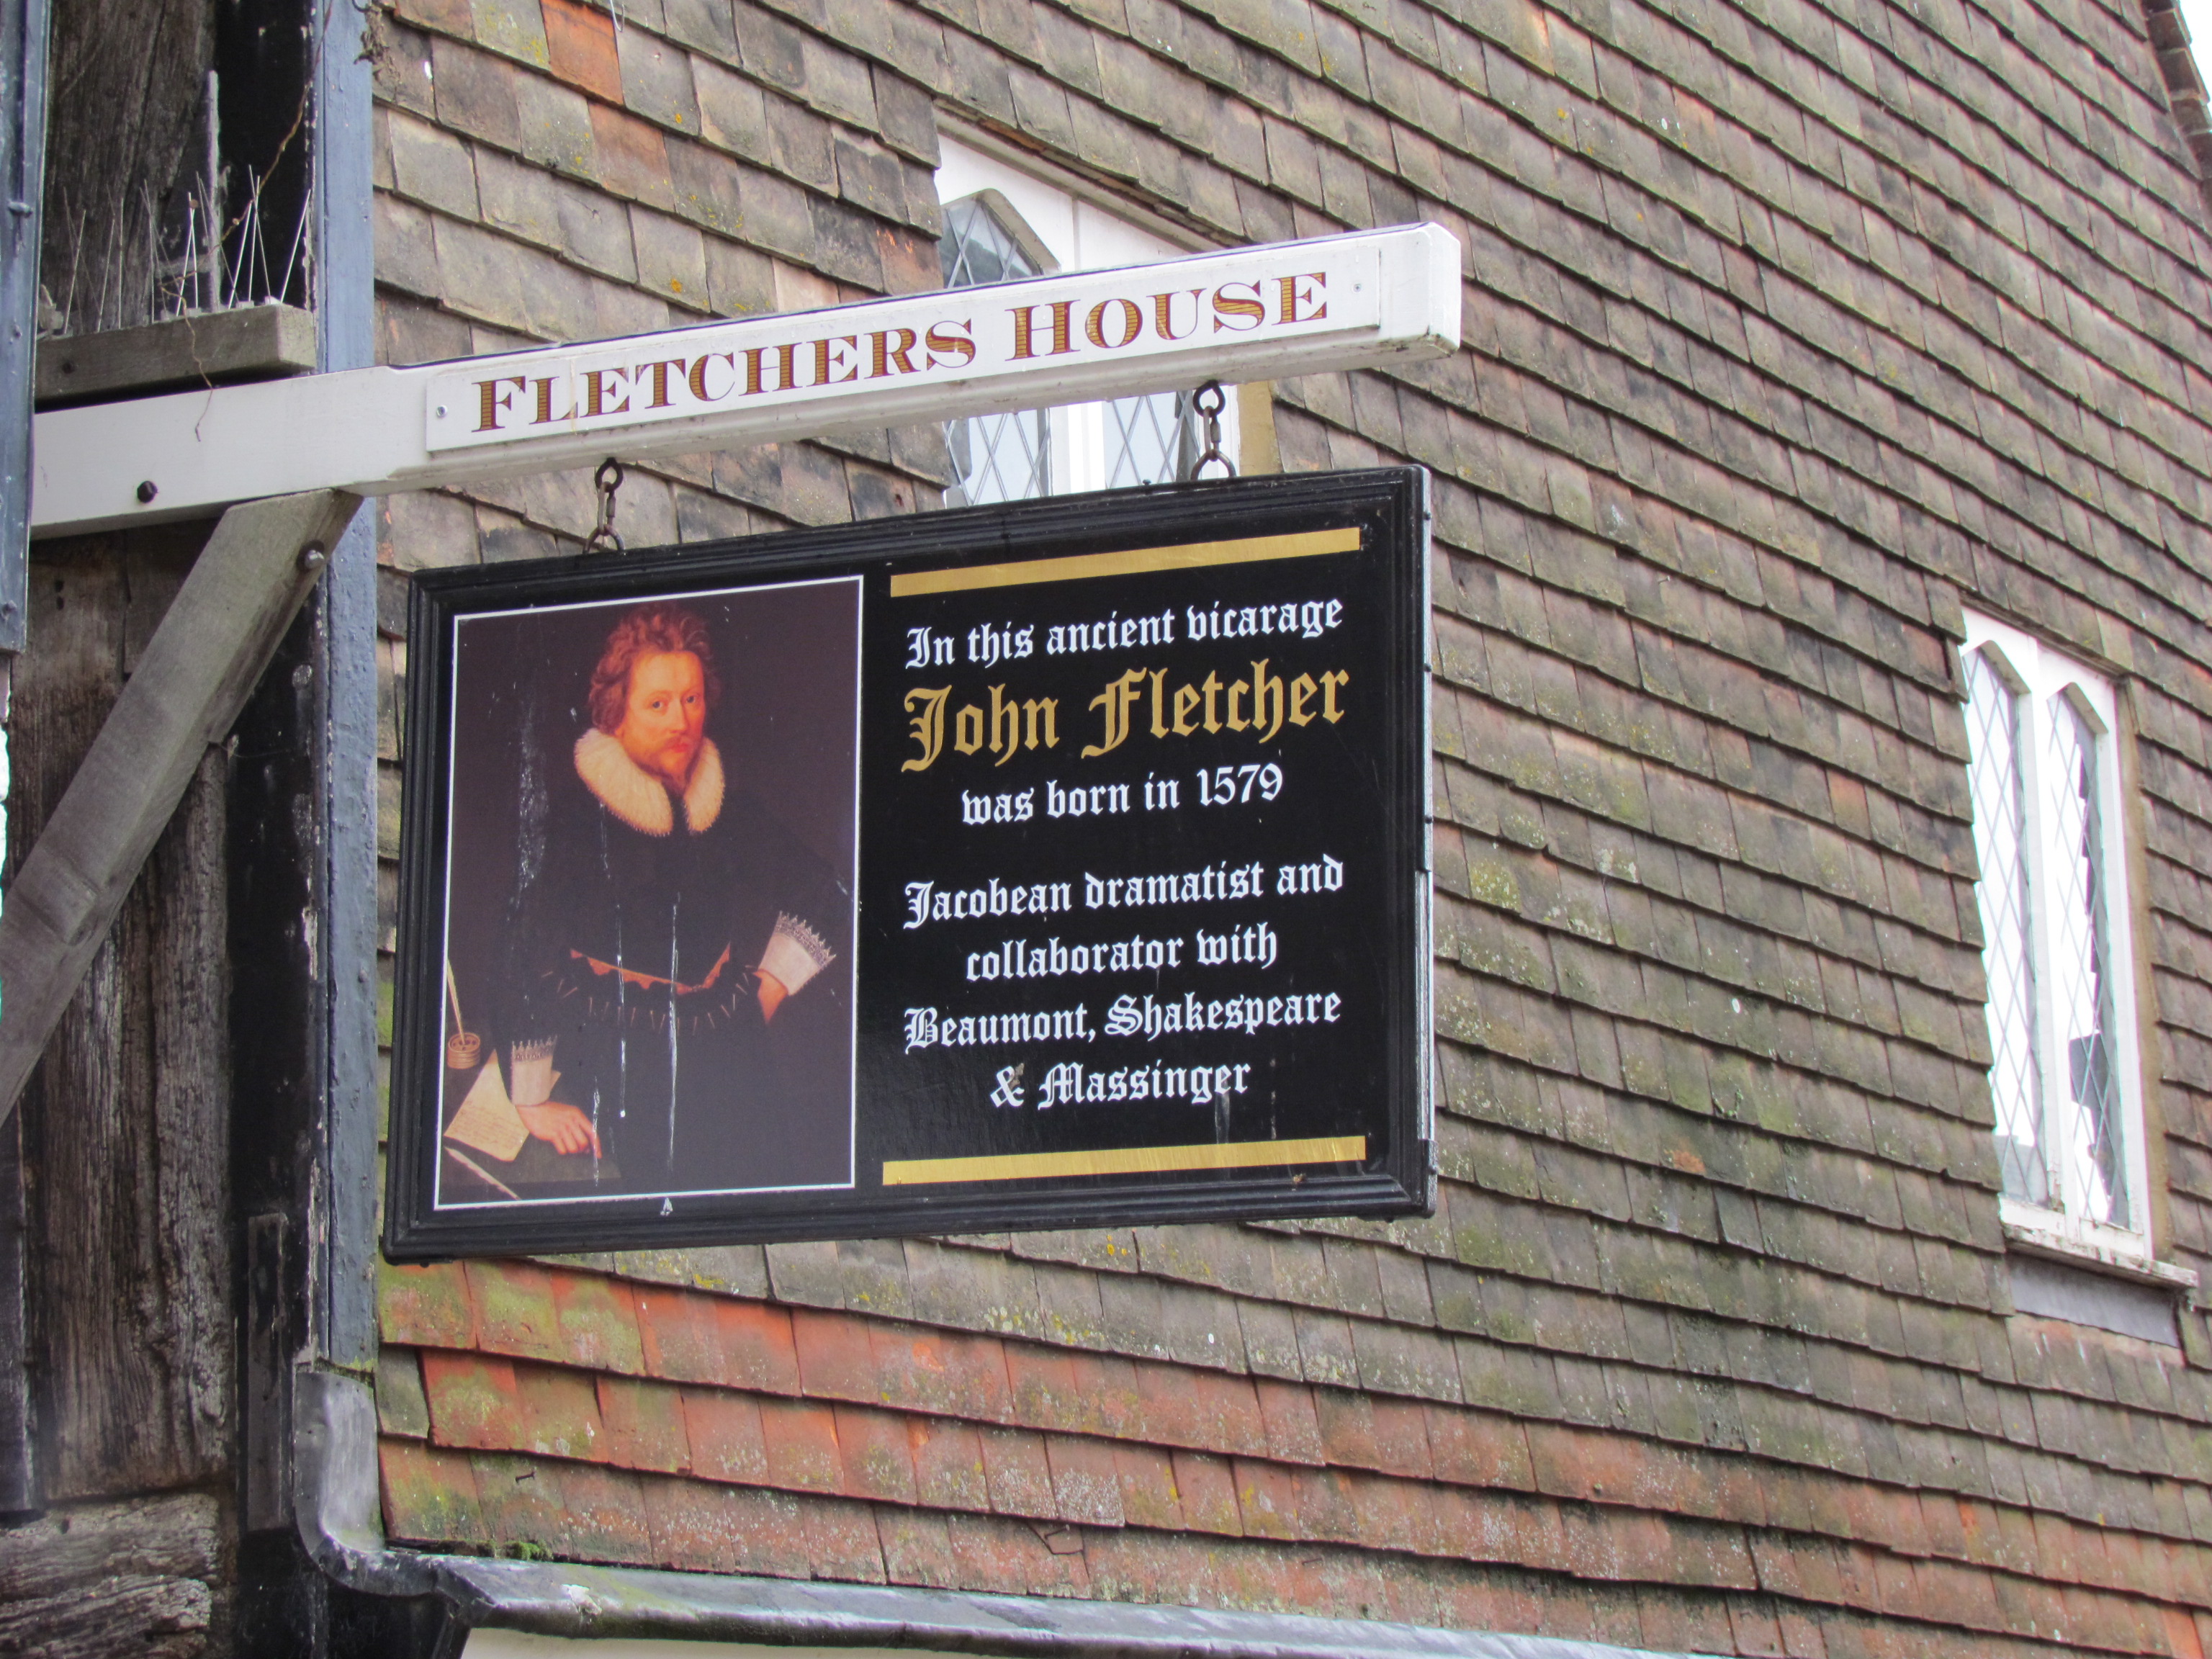 FLETCHERS HOUSE
In this ancient vicarage
John Fletcher
was born in 1579
Jacobean dramatist and
collaborator with
Beaumont, Shakespeare
& Massinger